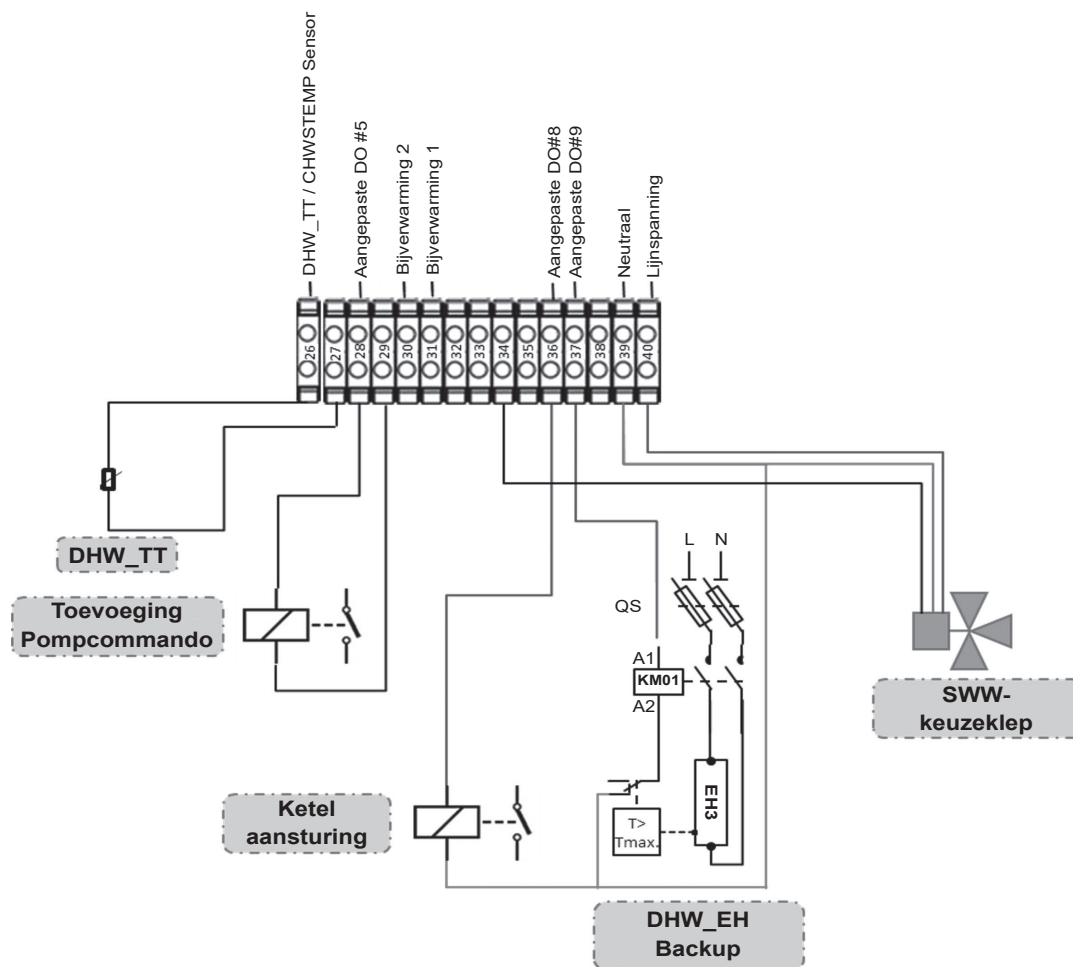 DHW_TT / CHWSTEMP Sensor
Aangepaste DO #5
Bijverwarming 2
Bijverwarming 1
Aangepaste DO#8
Aangepaste DO#9
Neutraal
Lijnspanning
26
27
28
29
30
31
32
33
34
35
36
37
38
39
40
DHW_TT
Toevoeging
Pompcommando
L N
QS
A1
KM01
A2
SWW-
keuzeklep
Ketel
aansturing
T>
Tmax.
EH3
DHW_EH
Backup